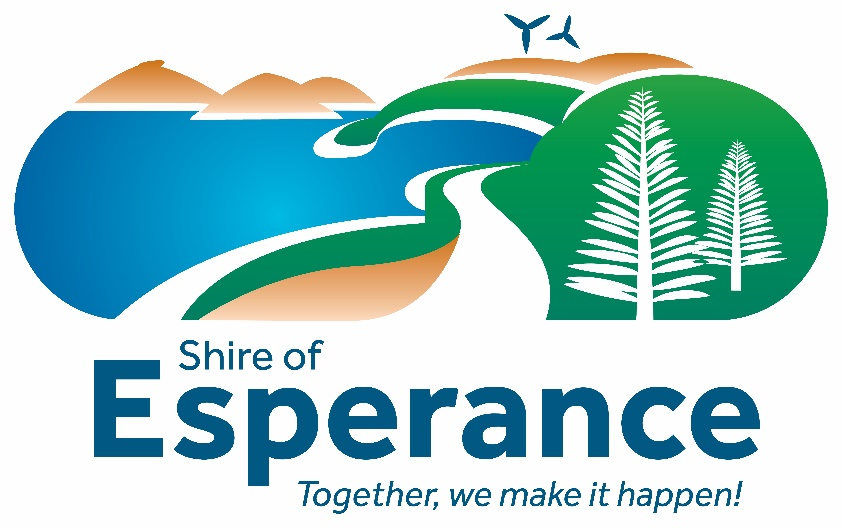 Shire of
Esperance
Together, we make it happen!